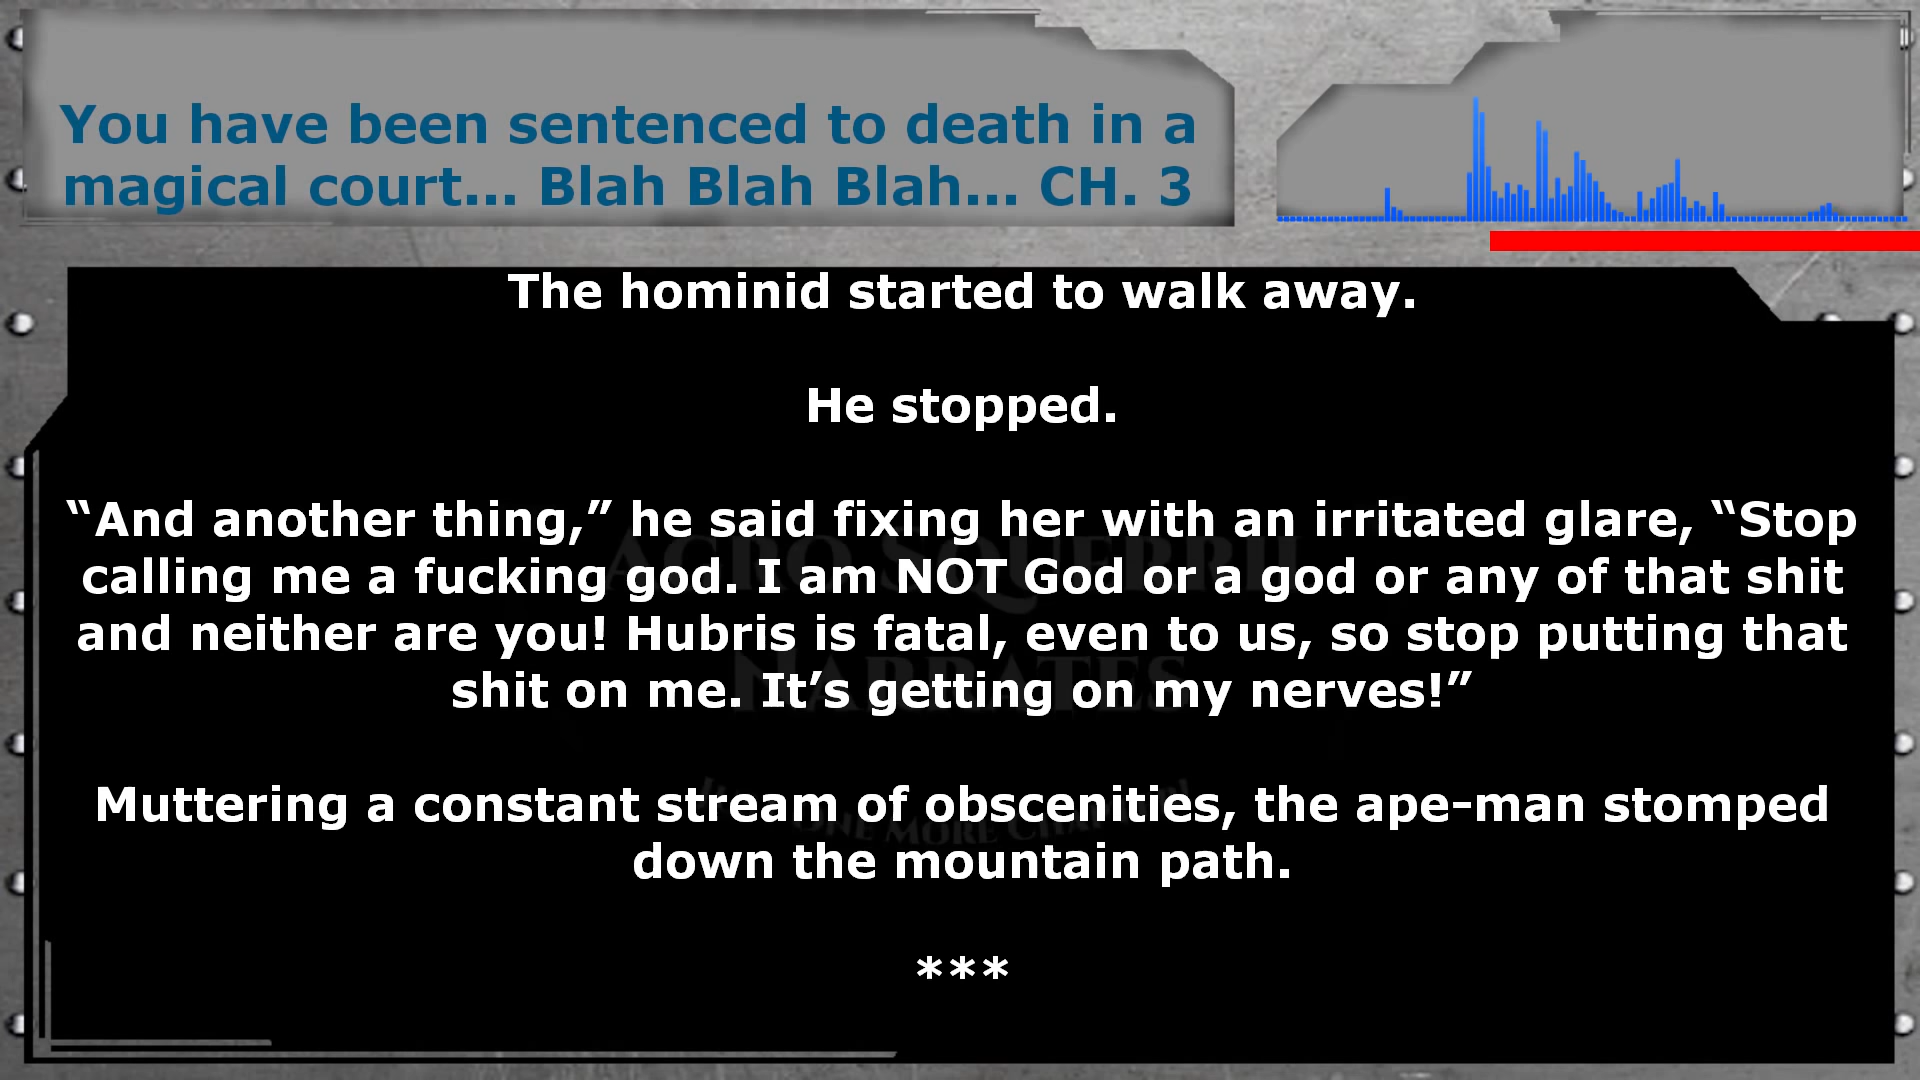 You have been sentenced to death in a
magical court... Blah Blah Blah... CH. 3
The hominid started to walk away.
He stopped.
“And another thing,” he said fixing her with an irritated glare, “Stop
calling me a fucking god. I am NOT God or a god or any of that shit
and neither are you! Hubris is fatal, even to us, so stop putting that
shit on me. It’s getting on my nerves!”
Muttering a constant stream of obscenities, the ape-man stomped
down the mountain path.
***